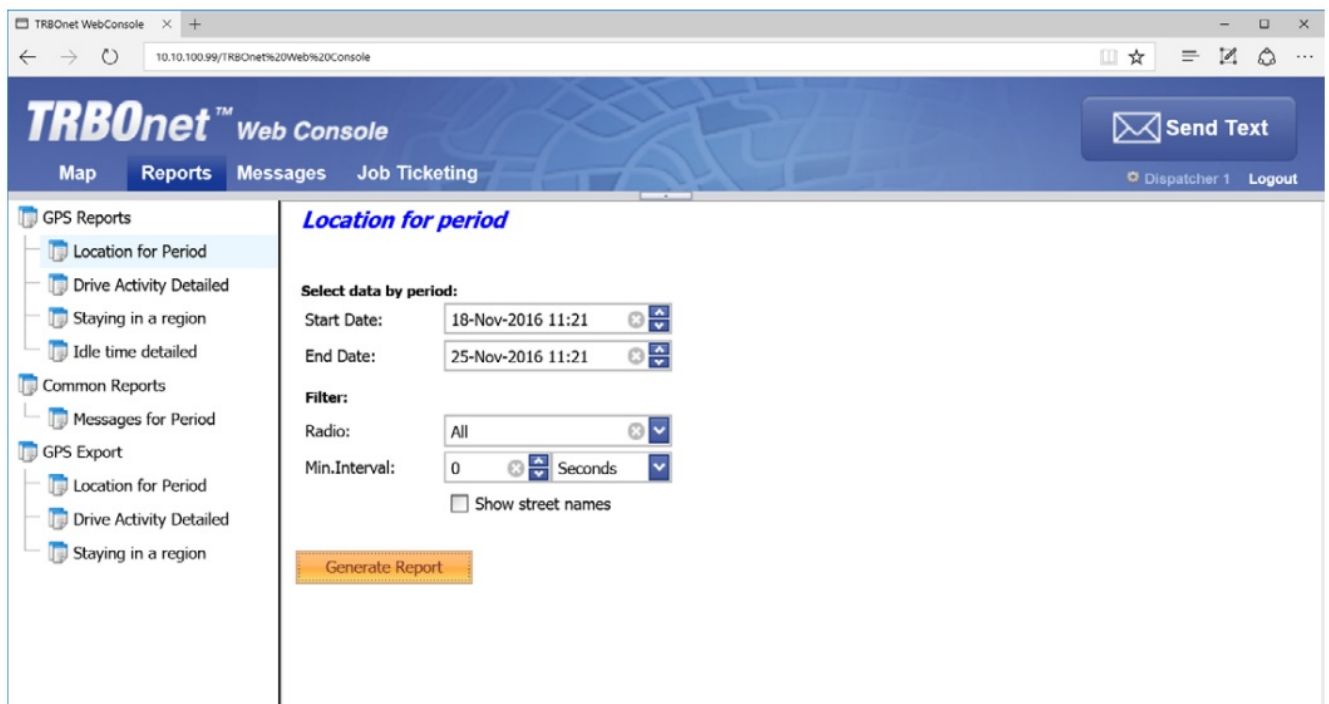 TRBOnet WebConsole
10.10.100.99/TRBOnet%20Web%20Console
TRBOnet™ Web Console
Send Text
Map Reports Messages Job Ticketing
Dispatcher 1 Logout
GPS Reports
Location for Period
Drive Activity Detailed
Staying in a region
Idle time detailed
Common Reports
Messages for Period
GPS Export
Location for Period
Drive Activity Detailed
Staying in a region
Location for period
Select data by period:
Start Date: 18-Nov-2016 11:21
End Date: 25-Nov-2016 11:21
Filter:
Radio: All
Min.Interval: 0 Seconds
Show street names
Generate Report